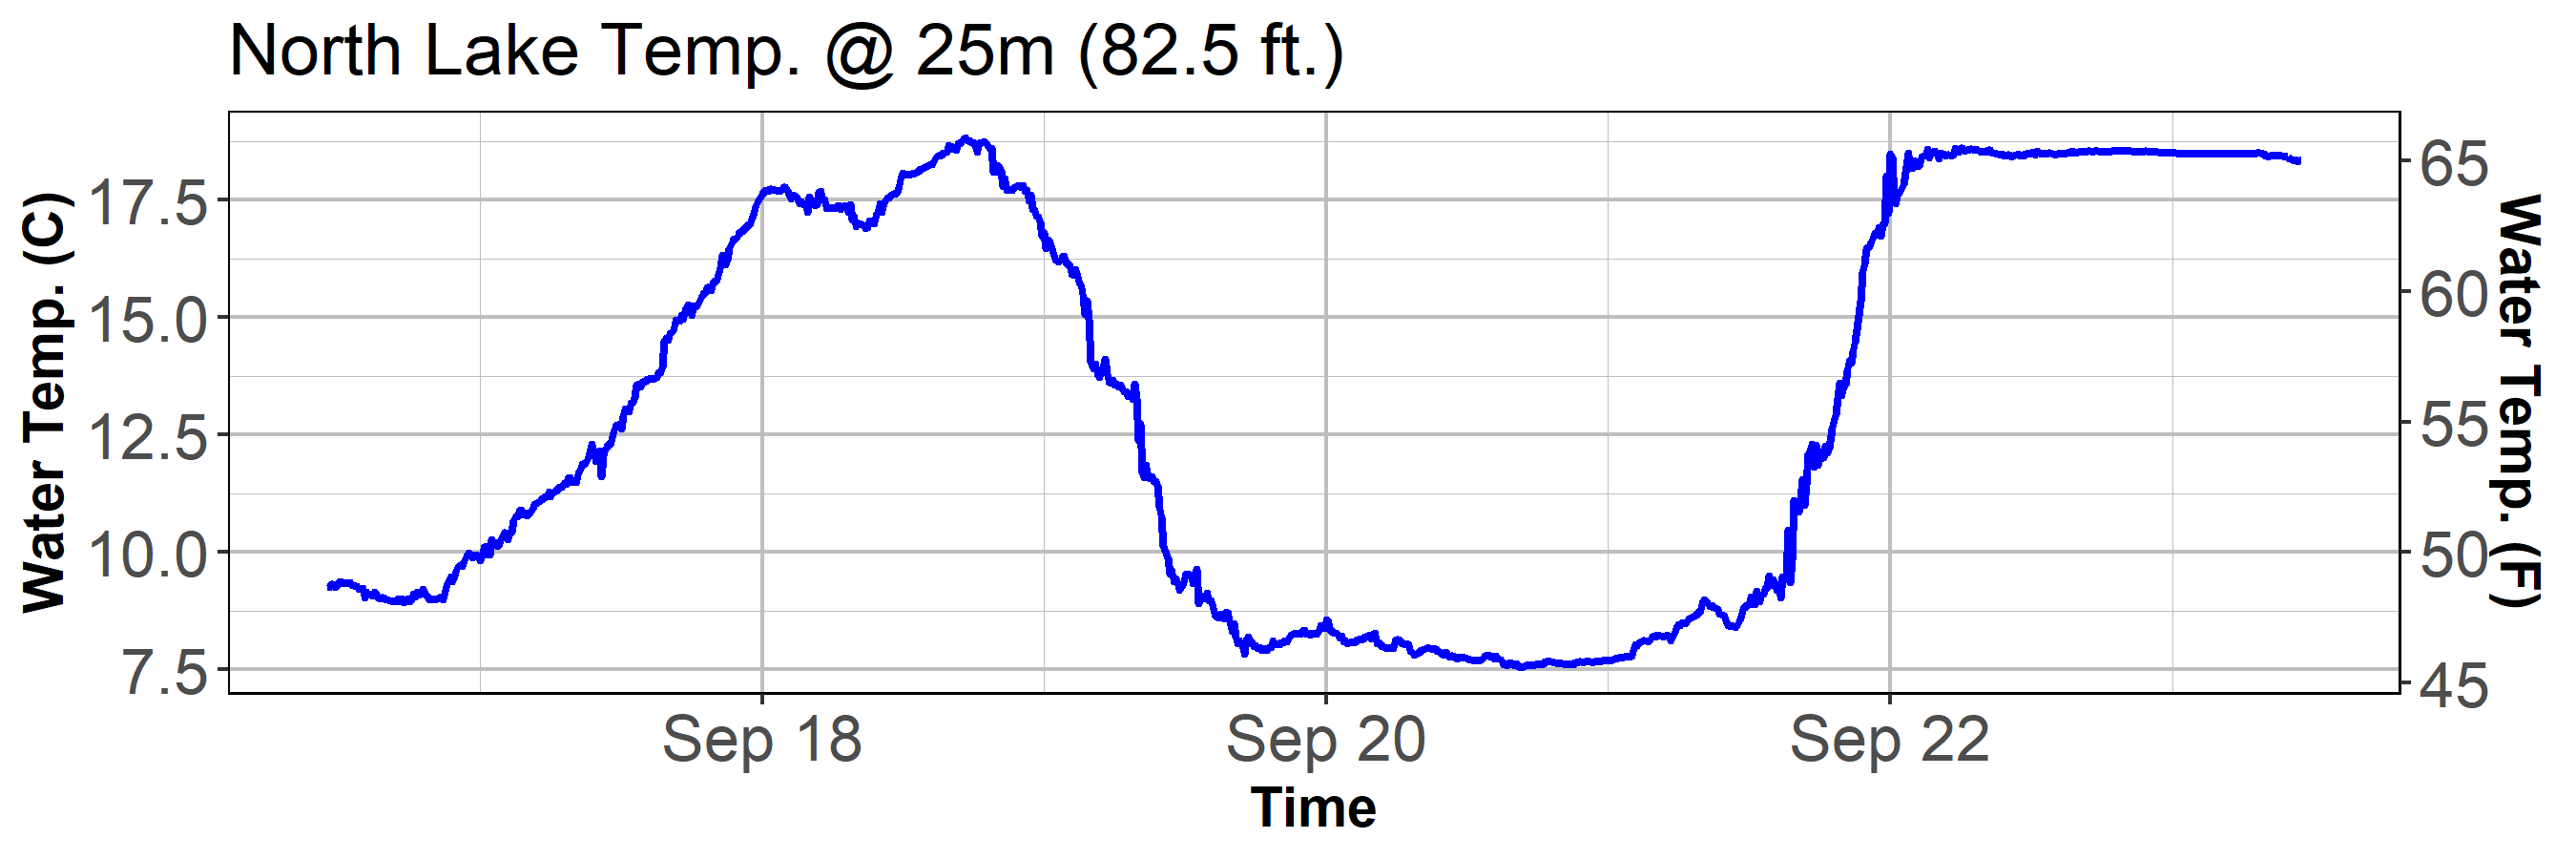 North Lake Temp. @ 25m (82.5 ft.)
Water Temp. (C)
17.5
15.0
12.5
10.0
7.5
65
60
55
50
45
Water Temp. (F)
Sep 18 Sep 20 Sep 22
Time